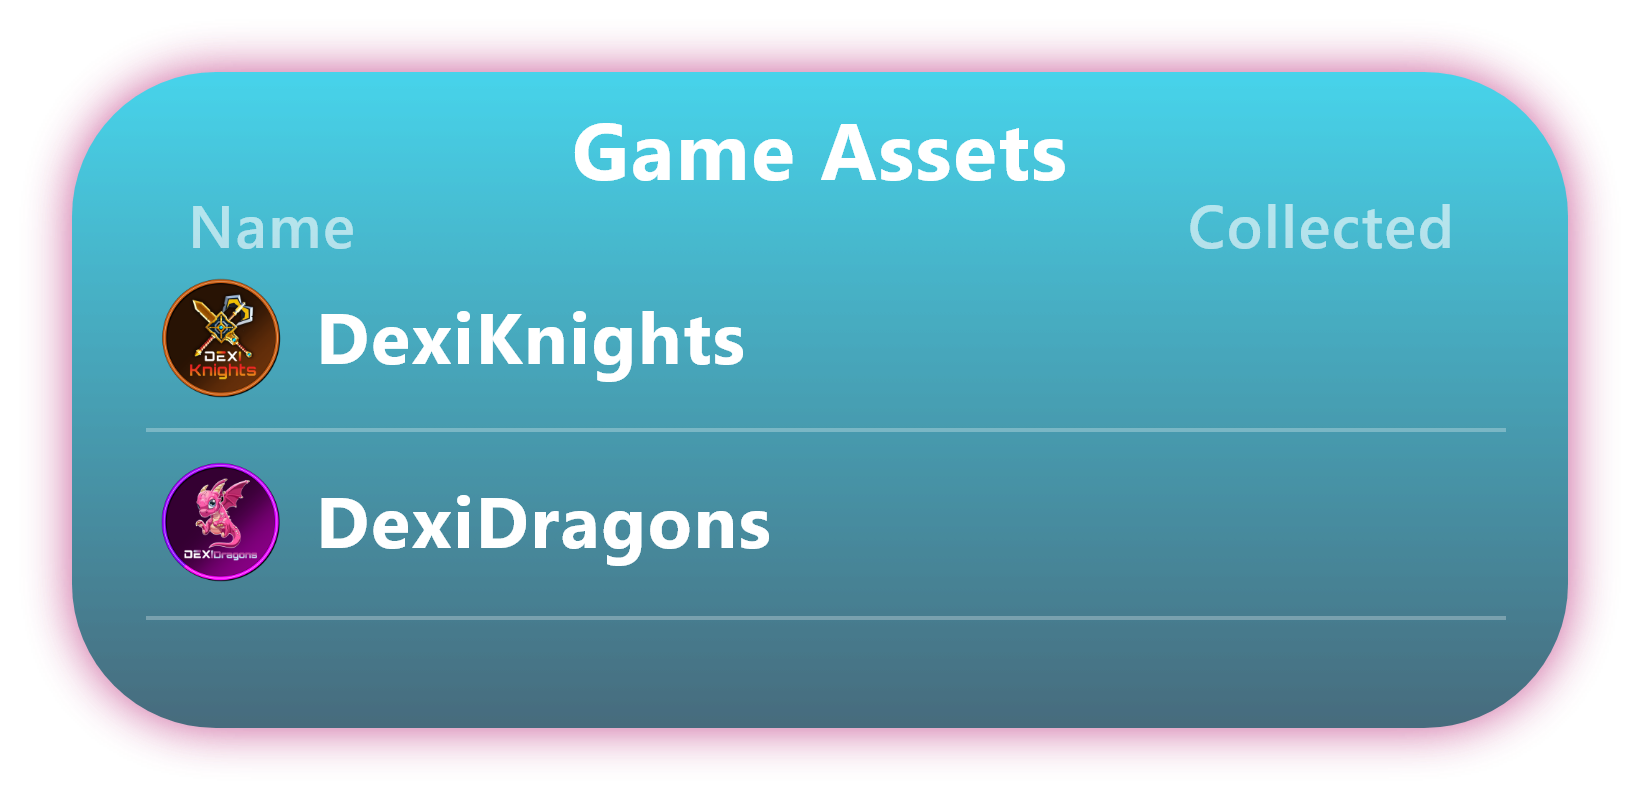 Game Assets
Name Collected
DEXI
Knights
DexiKnights
DEXIDragons
DexiDragons